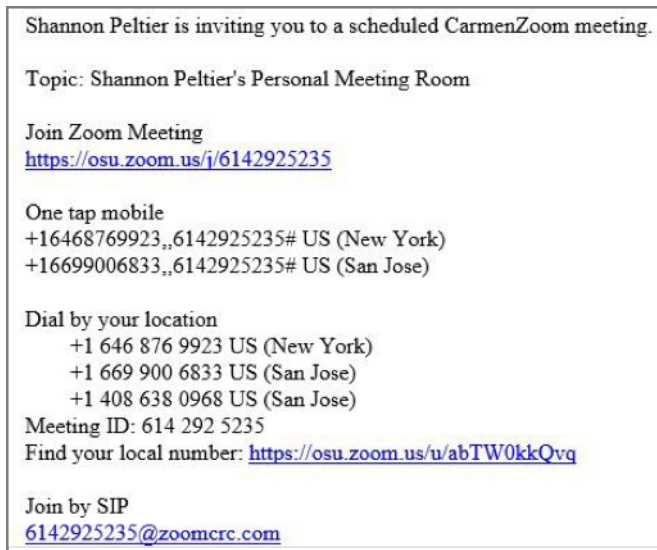 Shannon Peltier is inviting you to a scheduled CarmenZoom meeting.
Topic: Shannon Peltier's Personal Meeting Room
Join Zoom Meeting
https://osu.zoom.us/j/6142925235
One tap mobile
+16468769923,,6142925235# US (New York)
+16699006833,,6142925235# US (San Jose)
Dial by your location
+1 646 876 9923 US (New York)
+1 669 900 6833 US (San Jose)
+1 408 638 0968 US (San Jose)
Meeting ID: 614 292 5235
Find your local number: https://osu.zoom.us/u/abTW0kkQvq
Join by SIP
6142925235@zoomcrc.com